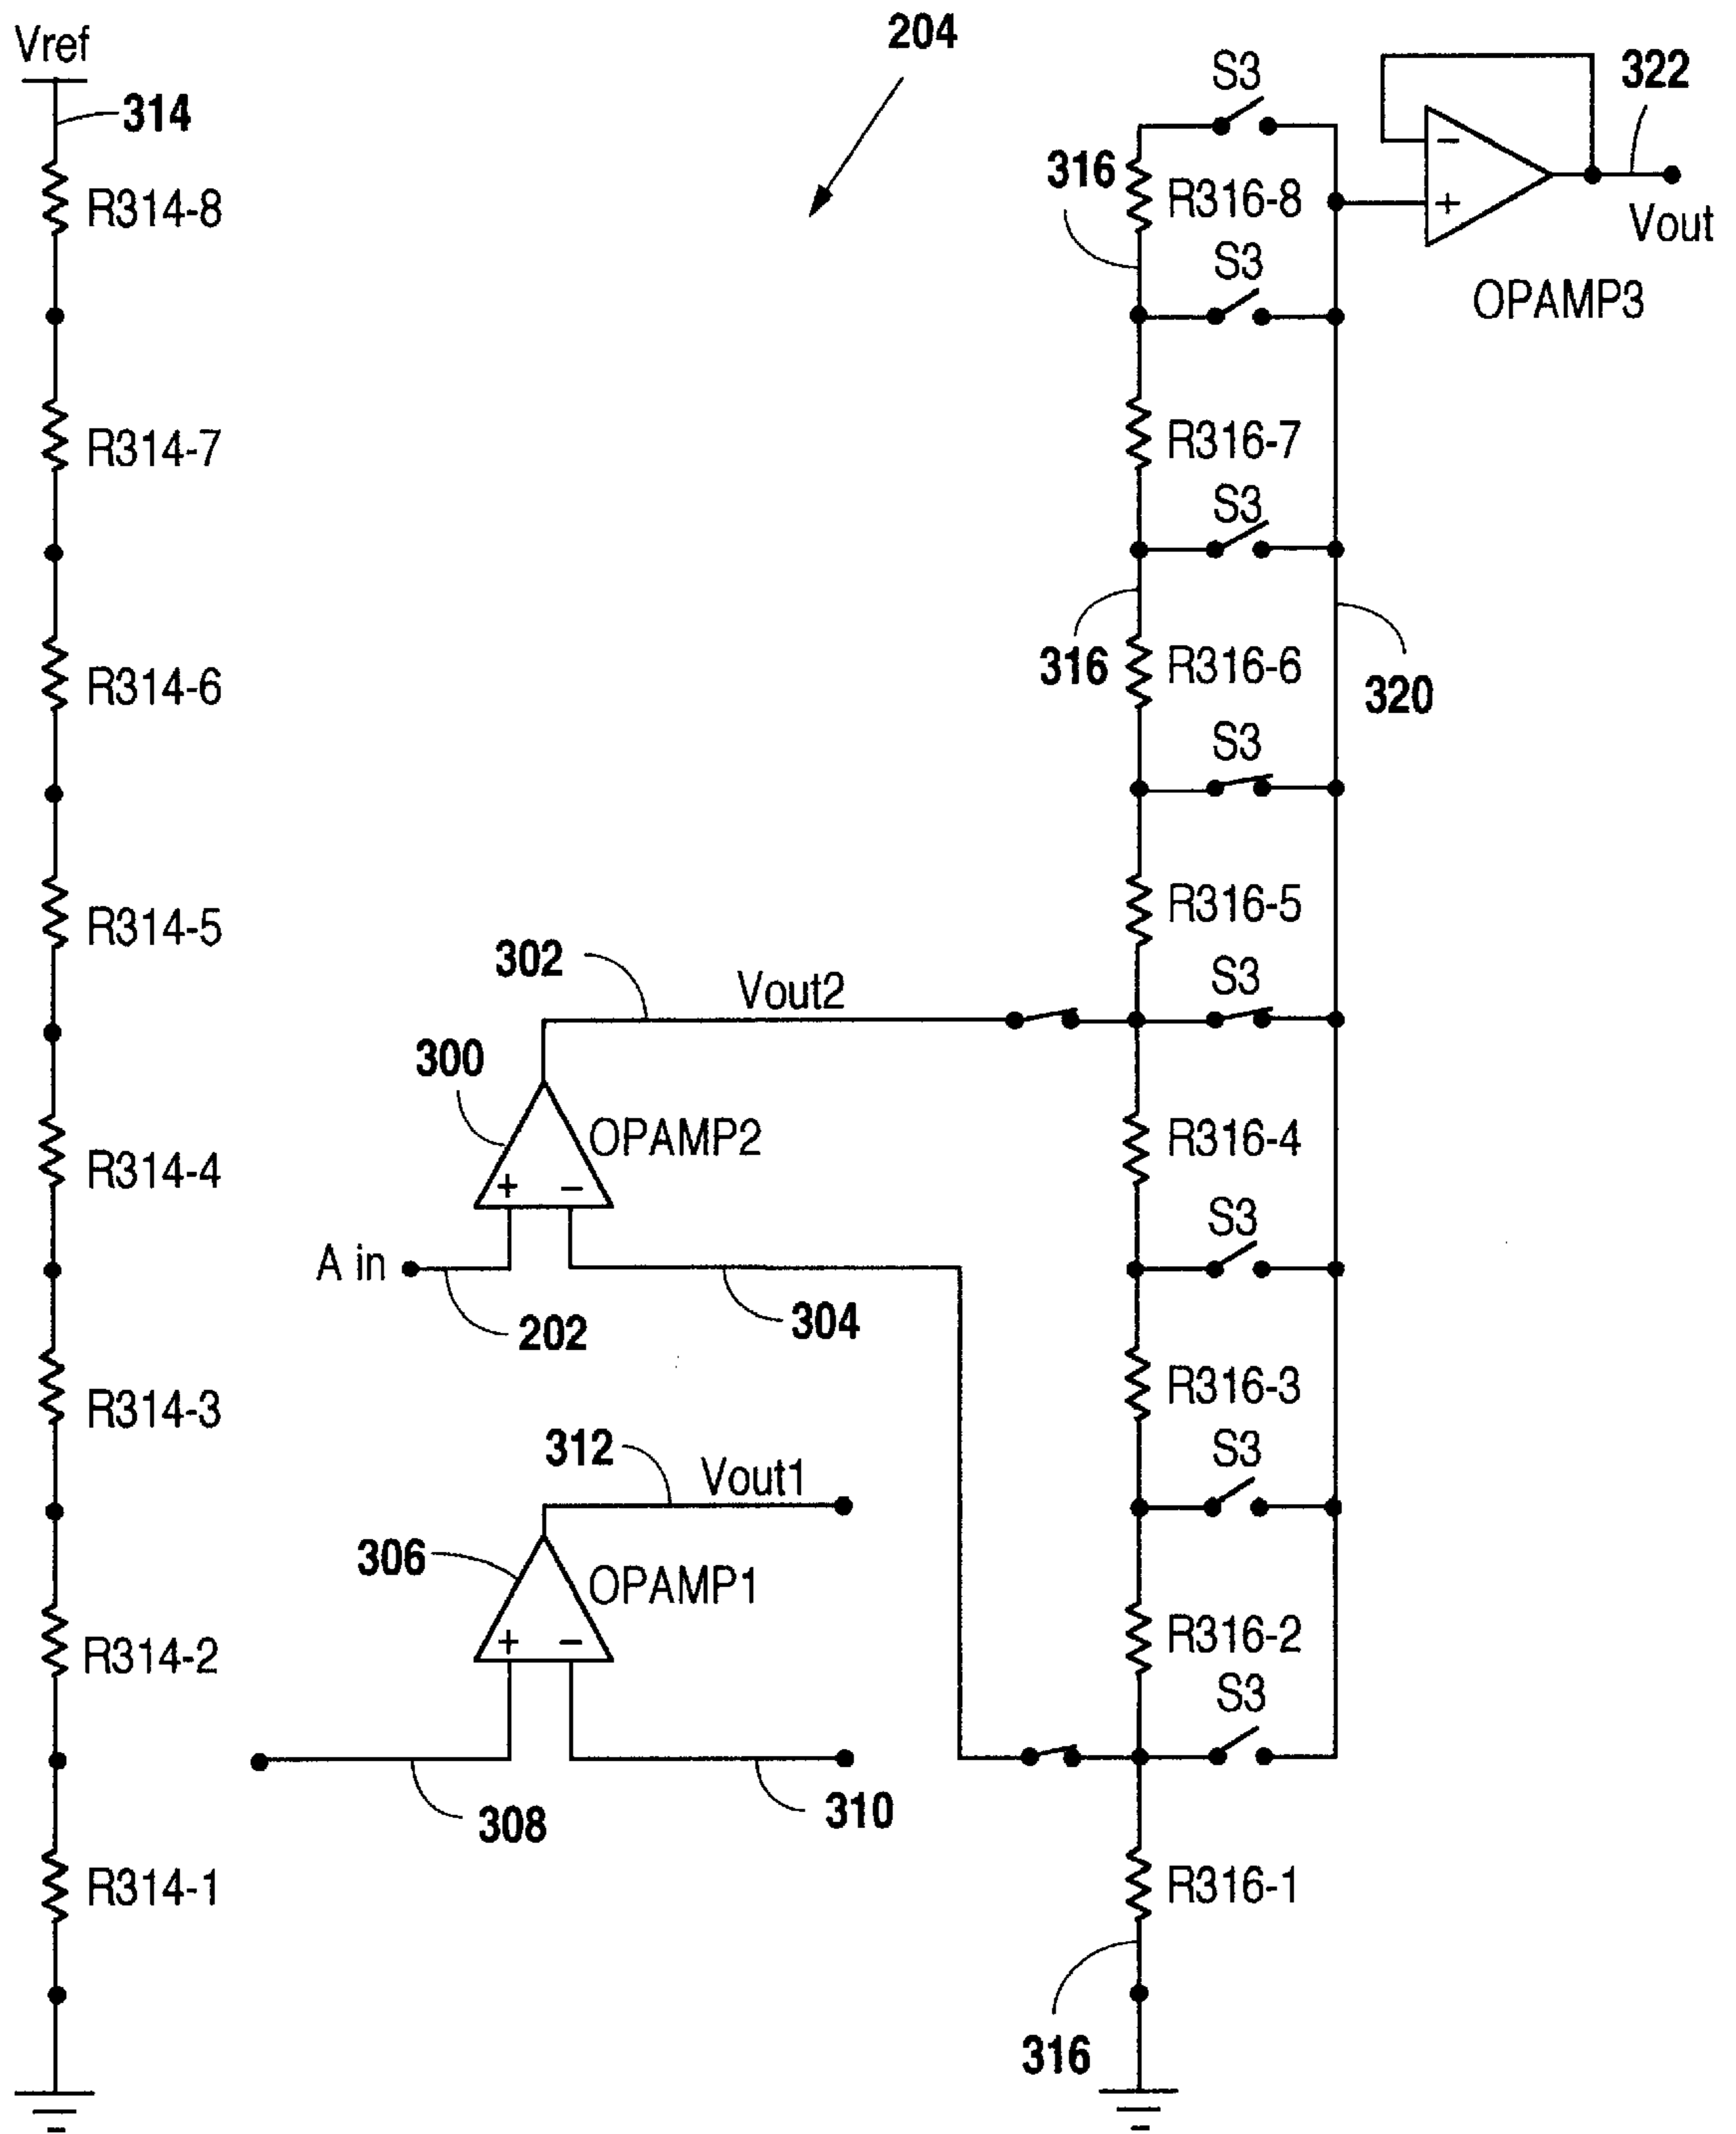 Vref
204
S3
322
314
316
R316-8
R314-8
−
+
Vout
S3
OPAMP3
R314-7
R316-7
S3
R314-6
316
R316-6
320
S3
R314-5
R316-5
302
Vout2
S3
300
OPAMP2
R314-4
R316-4
+
−
S3
A in
202
304
R314-3
R316-3
312
Vout1
S3
306
OPAMP1
R314-2
+
−
R316-2
S3
308
310
R314-1
R316-1
316